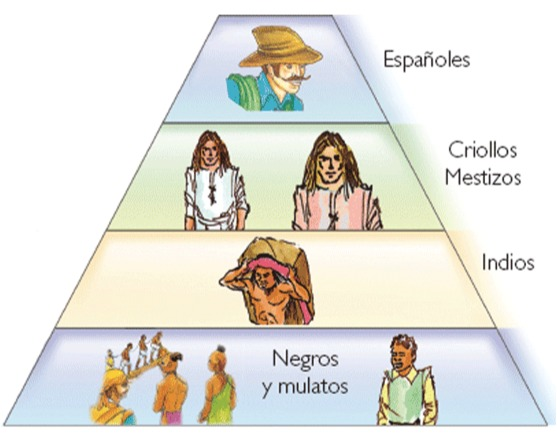 Españoles
Criollos
Mestizos
Indios
Negros
y mulatos